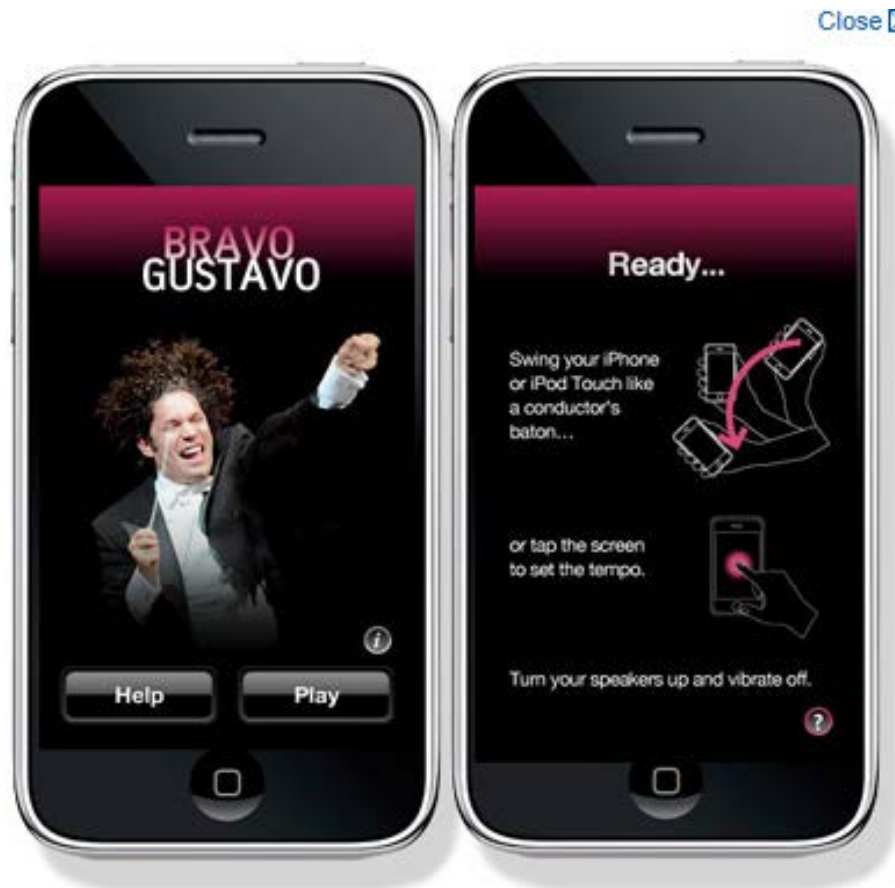 Close
BRAVO
GUSTAVO
Help
Play
Ready...
Swing your iPhone
or iPod Touch like
a conductor's
baton...
or tap the screen
to set the tempo.
Turn your speakers up and vibrate off.